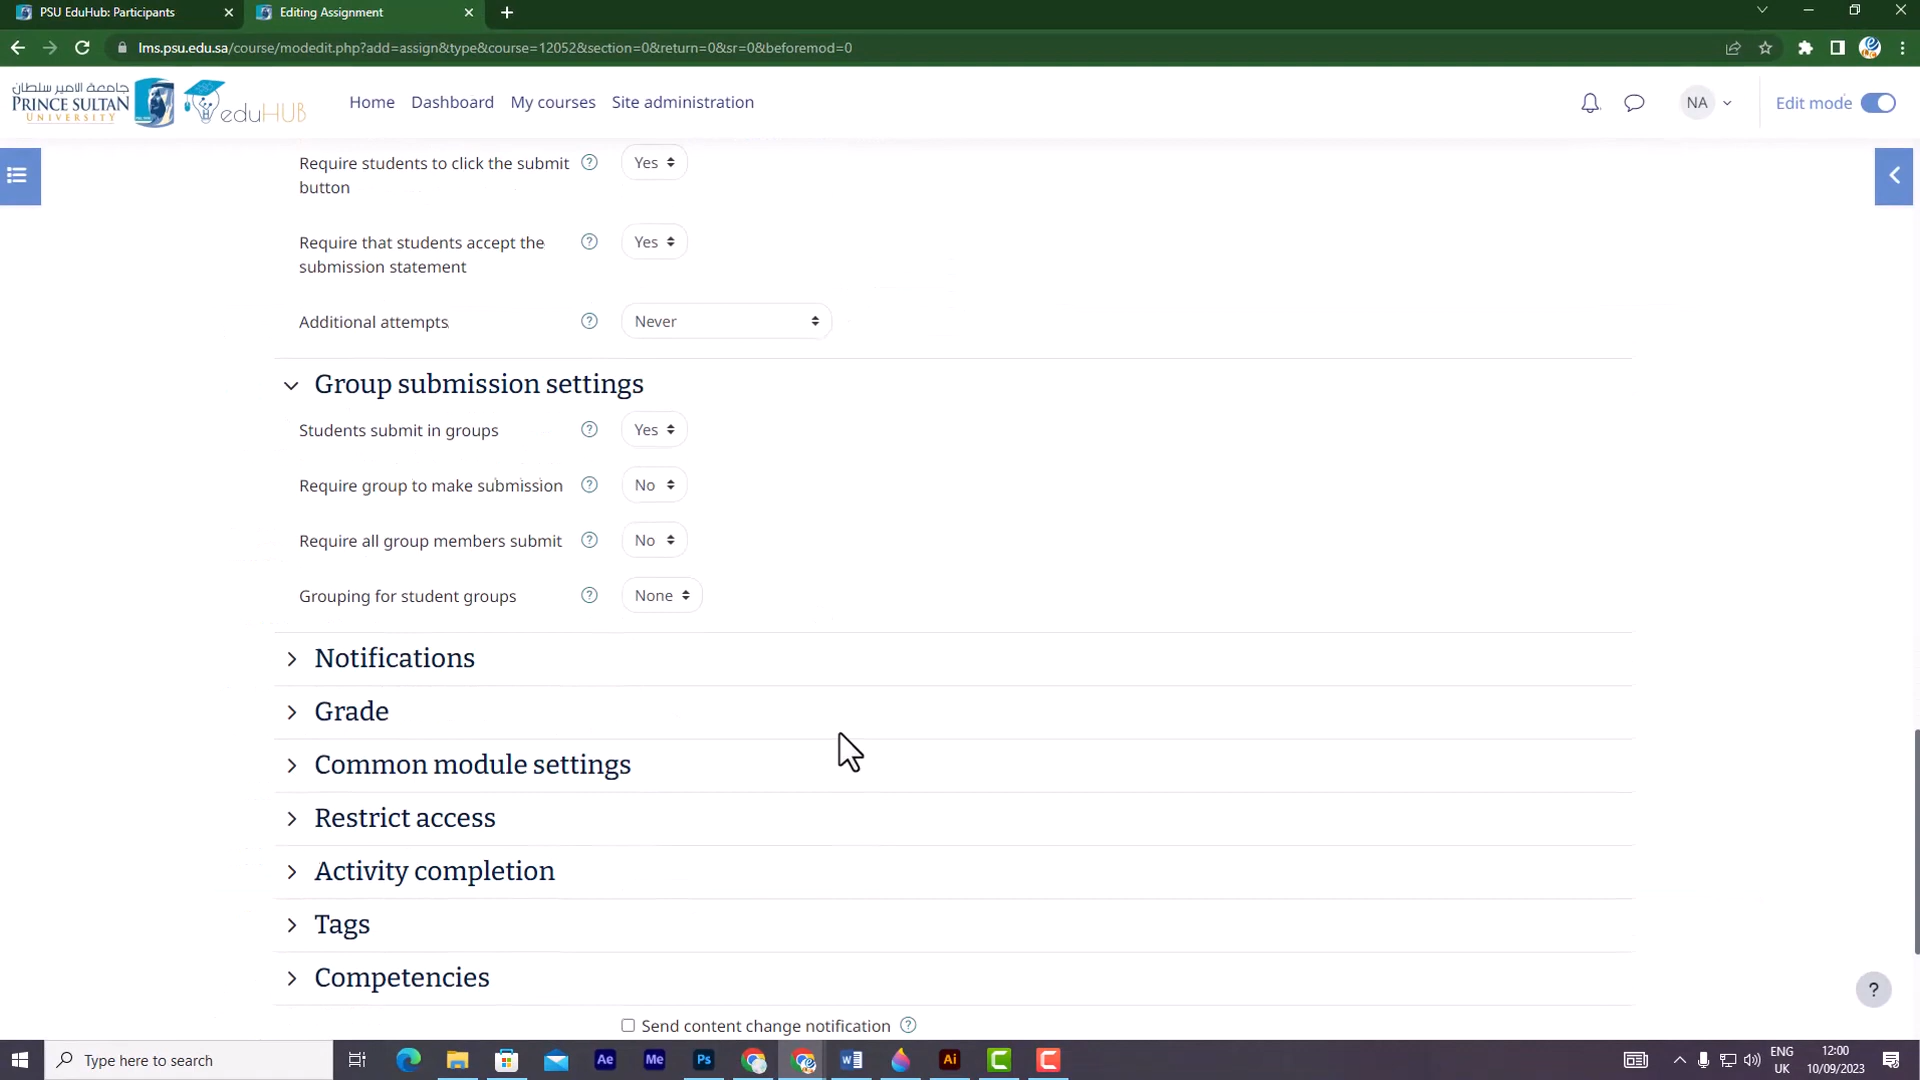 PSU EduHub: Participants
Editing Assignment
lms.psu.edu.sa/course/modedit.php?add=assign&type&course=12052&section=0&return=0&sr=0&beforemod=0
جامعة الأمير سلطان
PRINCE SULTAN
UNIVERSITY
eduHUB
Home Dashboard My courses Site administration
NA
Edit mode
Require students to click the submit button
Yes
Require that students accept the submission statement
Yes
Additional attempts
Never
Group submission settings
Students submit in groups
Yes
Require group to make submission
No
Require all group members submit
No
Grouping for student groups
None
Notifications
Grade
Common module settings
Restrict access
Activity completion
Tags
Competencies
Send content change notification
?
Type here to search
Ae
Me
Ps
W
Ai
C
C
ENG
UK
12:00
10/09/2023